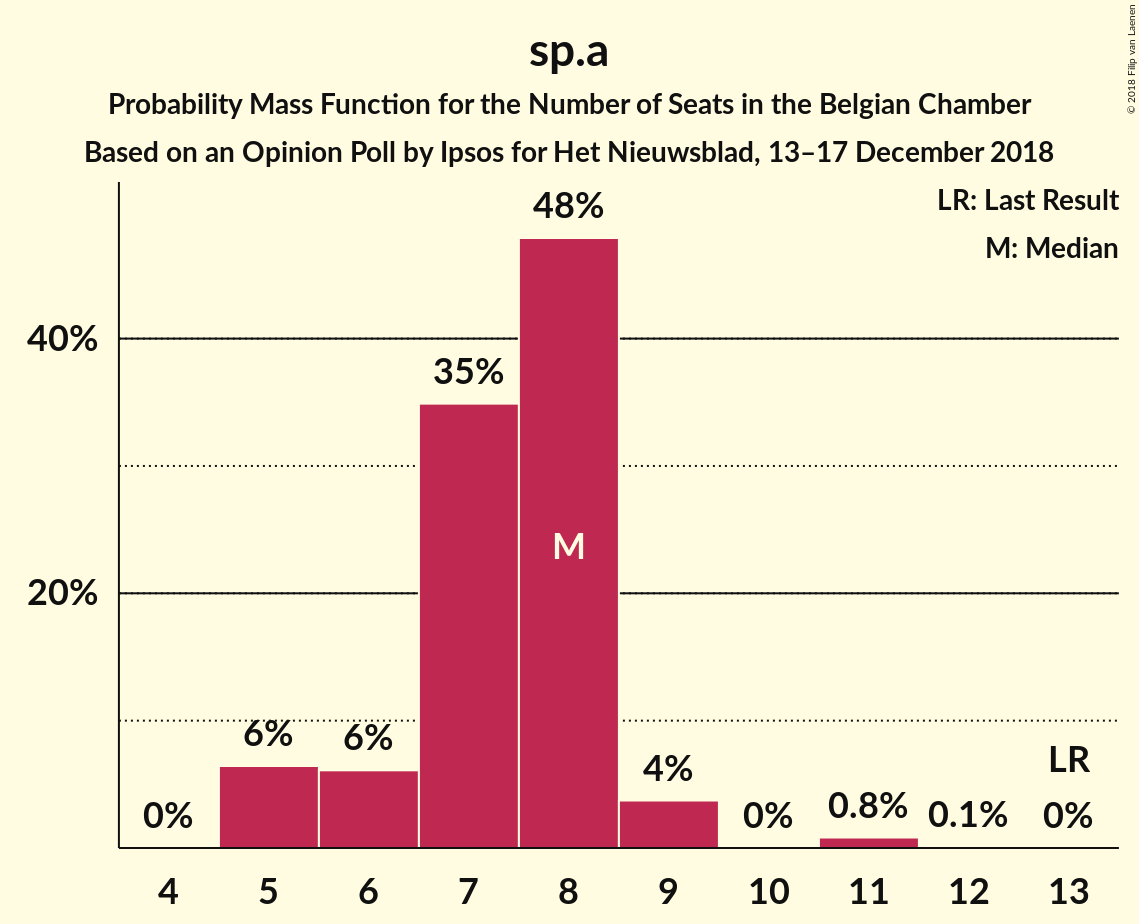 sp.a
Probability Mass Function for the Number of Seats in the Belgian Chamber
Based on an Opinion Poll by Ipsos for Het Nieuwsblad, 13–17 December 2018
© 2018 Filip van Laenen
LR: Last Result
M: Median
48%
40%
35%
M
20%
6%
6%
4%
LR
0%
0%
0.8%
0.1%
0%
4 5 6 7 8 9 10 11 12 13